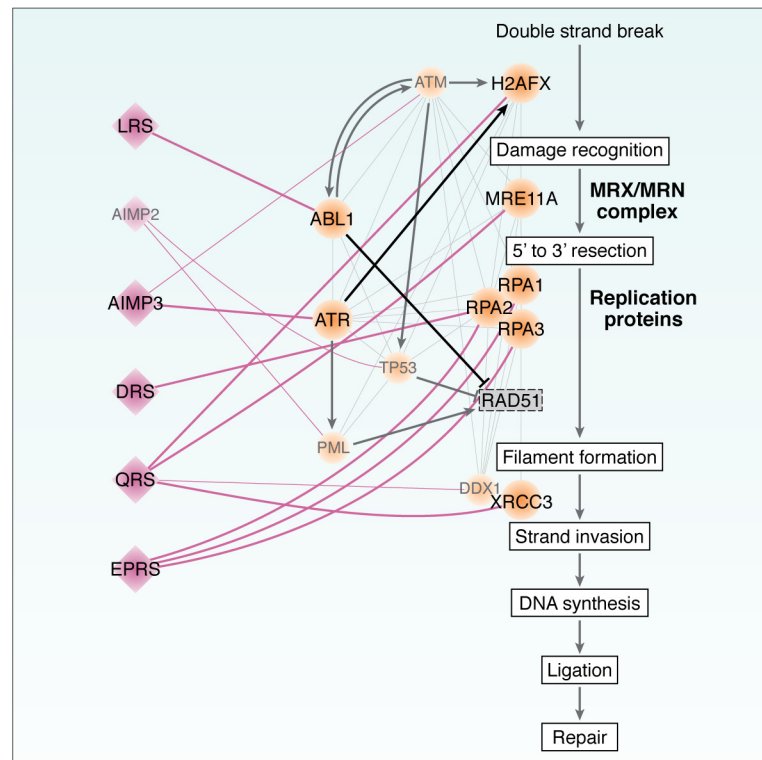 Double strand break
ATM
H2AFX
LRS
Damage recognition
MRX/MRN
complex
MRE11A
AIMP2
ABL1
5' to 3' resection
RPA1
AIMP3
RPA2
Replication
proteins
ATR
RPA3
TP53
DRS
RAD51
PML
Filament formation
QRS
DDX1
XRCC3
Strand invasion
EPRS
DNA synthesis
Ligation
Repair